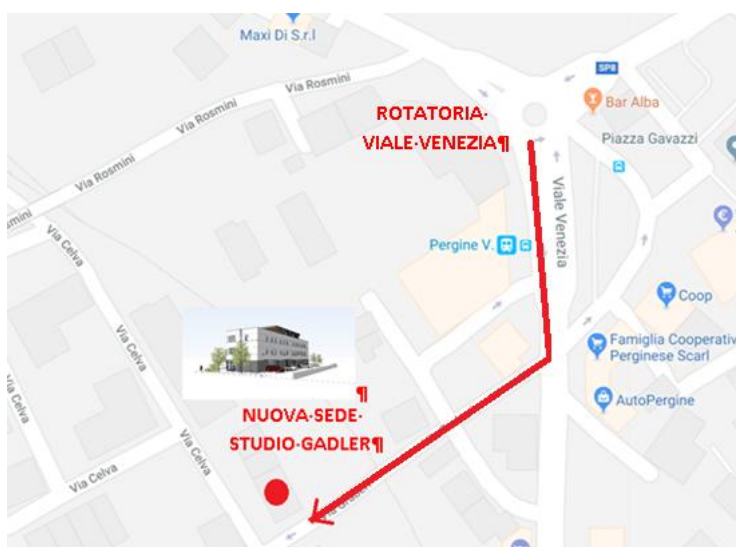 Maxi Di S.r.l
SP8
Via Rosmini
Via Rosmini
Via Rosmini
ROTATORIA·
VIALE·VENEZIA¶
Bar Alba
Piazza Gavazzi
Viale Venezia
Via Celva
Pergine V.
Coop
Famiglia Cooperativ
Perginese Scarl
AutoPergine
Via Celva
Via Celva
¶
NUOVA·SEDE·
STUDIO·GADLER¶
Via Celva
Via Celva